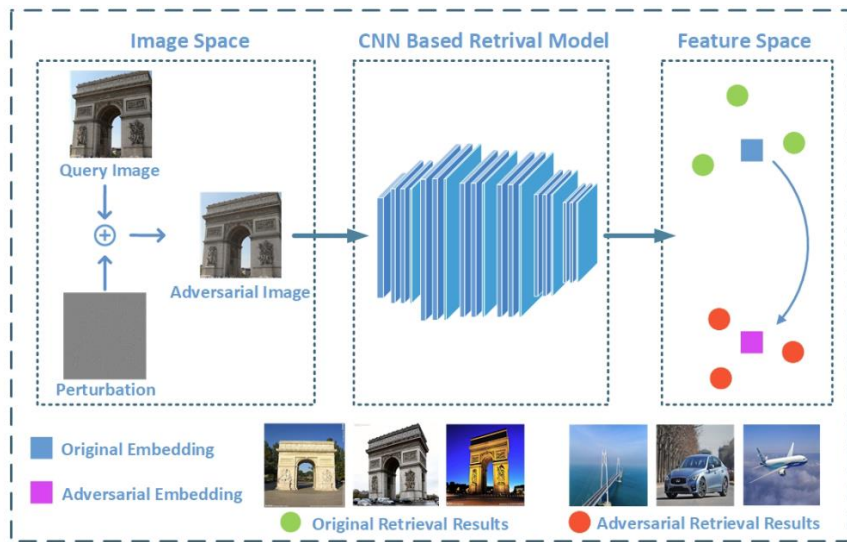 Image Space
CNN Based Retrival Model
Feature Space
Query Image
Adversarial Image
Perturbation
Original Embedding
Adversarial Embedding
Original Retrieval Results
Adversarial Retrieval Results